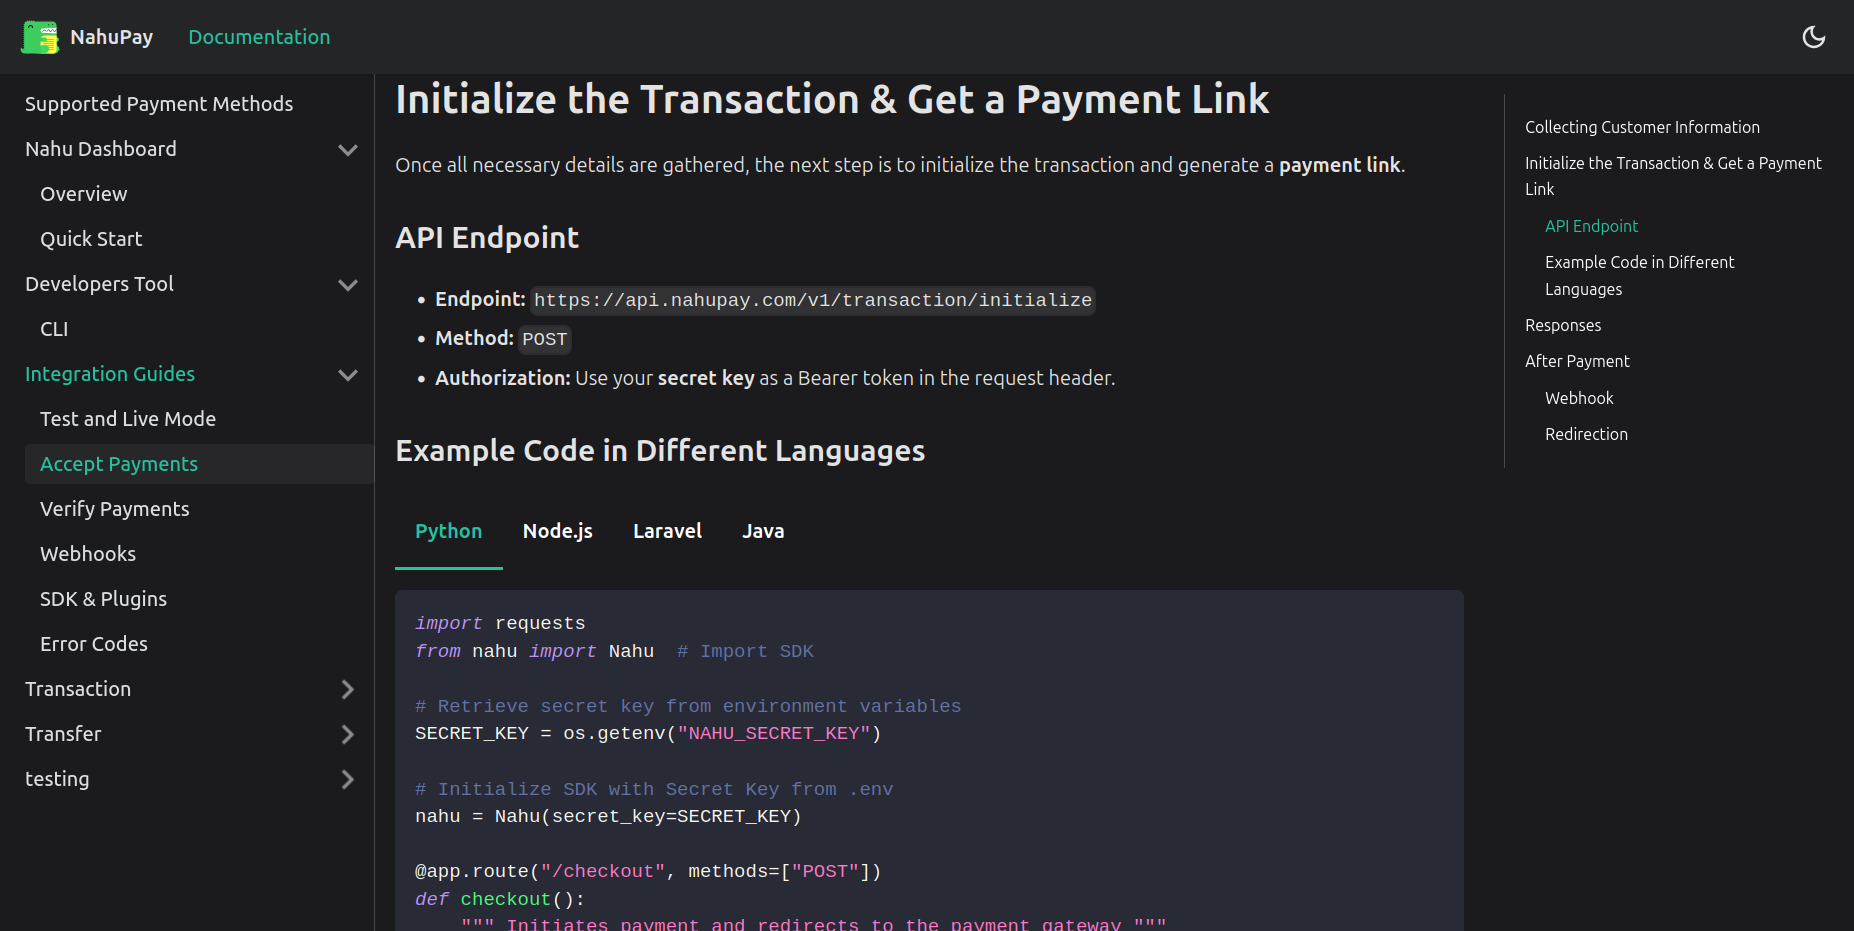 NahuPay
Documentation
Supported Payment Methods
Nahu Dashboard
Overview
Quick Start
Developers Tool
CLI
Integration Guides
Test and Live Mode
Accept Payments
Verify Payments
Webhooks
SDK & Plugins
Error Codes
Transaction
Transfer
testing
Initialize the Transaction & Get a Payment Link
Once all necessary details are gathered, the next step is to initialize the transaction and generate a payment link.
API Endpoint
• Endpoint: https://api.nahupay.com/v1/transaction/initialize
• Method: POST
• Authorization: Use your secret key as a Bearer token in the request header.
Example Code in Different Languages
Python Node.js Laravel Java
import requests
from nahu import Nahu  # Import SDK
# Retrieve secret key from environment variables
SECRET_KEY = os.getenv("NAHU_SECRET_KEY")
# Initialize SDK with Secret Key from .env
nahu = Nahu(secret_key=SECRET_KEY)
@app.route("/checkout", methods=["POST"])
def checkout():
    """ Initiates payment and redirects to the payment gateway """
Collecting Customer Information
Initialize the Transaction & Get a Payment
Link
API Endpoint
Example Code in Different
Languages
Responses
After Payment
Webhook
Redirection